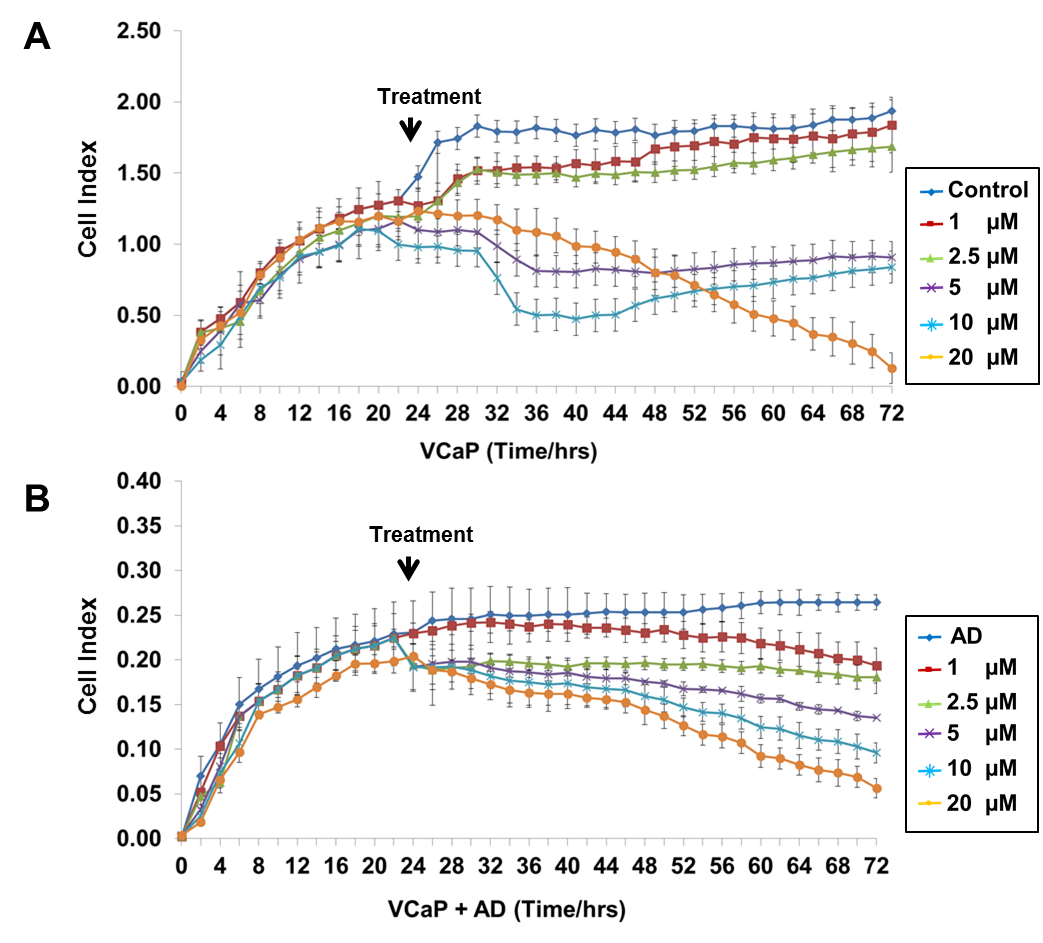 A
2.50
2.00
1.50
1.00
0.50
0.00
Cell Index
Treatment
0 4 8 12 16 20 24 28 32 36 40 44 48 52 56 60 64 68 72
VCaP (Time/hrs)
Control
1 µM
2.5 µM
5 µM
10 µM
20 µM
B
0.40
0.35
0.30
0.25
0.20
0.15
0.10
0.05
0.00
Cell Index
Treatment
0 4 8 12 16 20 24 28 32 36 40 44 48 52 56 60 64 68 72
VCaP + AD (Time/hrs)
AD
1 µM
2.5 µM
5 µM
10 µM
20 µM